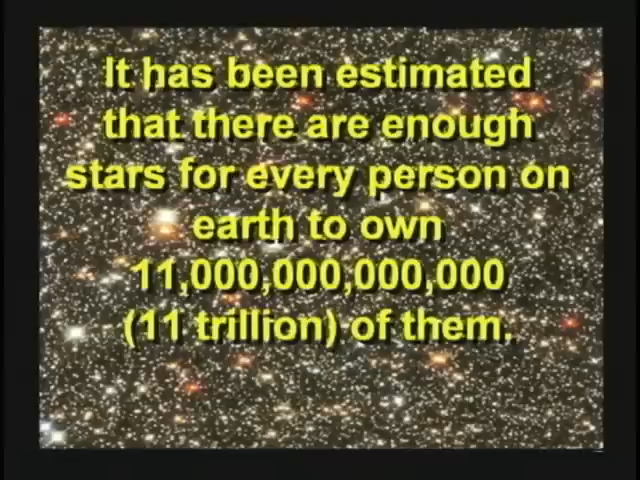 It has been estimated
that there are enough
stars for every person on
earth to own
11,000,000,000,000
(11 trillion) of them.